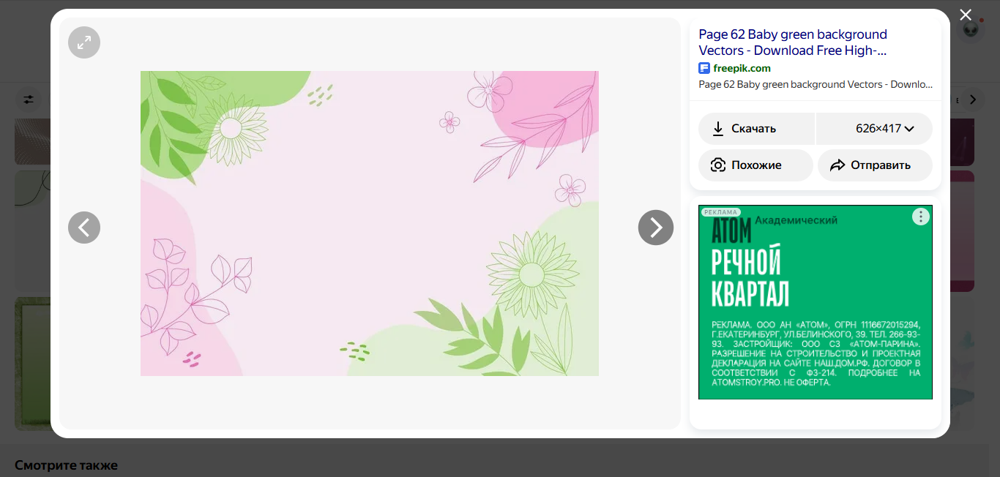 Page 62 Baby green background
Vectors - Download Free High-...
freepik.com
Page 62 Baby green background Vectors - Downlo...
Скачать
626×417
Похожие
Отправить
РЕКЛАМА
АТОМ Академический
РЕЧНОЙ
КВАРТАЛ
РЕКЛАМА. ООО АН «АТОМ», ОГРН 1116672015294,
Г.ЕКАТЕРИНБУРГ, УЛ.БЕЛИНСКОГО, 39. ТЕЛ. 266-93-
93. ЗАСТРОЙЩИК: ООО СЗ «АТОМ-ПАРИНА».
РАЗРЕШЕНИЕ НА СТРОИТЕЛЬСТВО И ПРОЕКТНАЯ
ДЕКЛАРАЦИЯ НА САЙТЕ НАШ.ДОМ.РФ. ДОГОВОР В
СООТВЕТСТВИИ С ФЗ-214. ПОДРОБНЕЕ НА
ATOMSTROY.PRO. НЕ ОФЕРТА.
Смотрите также